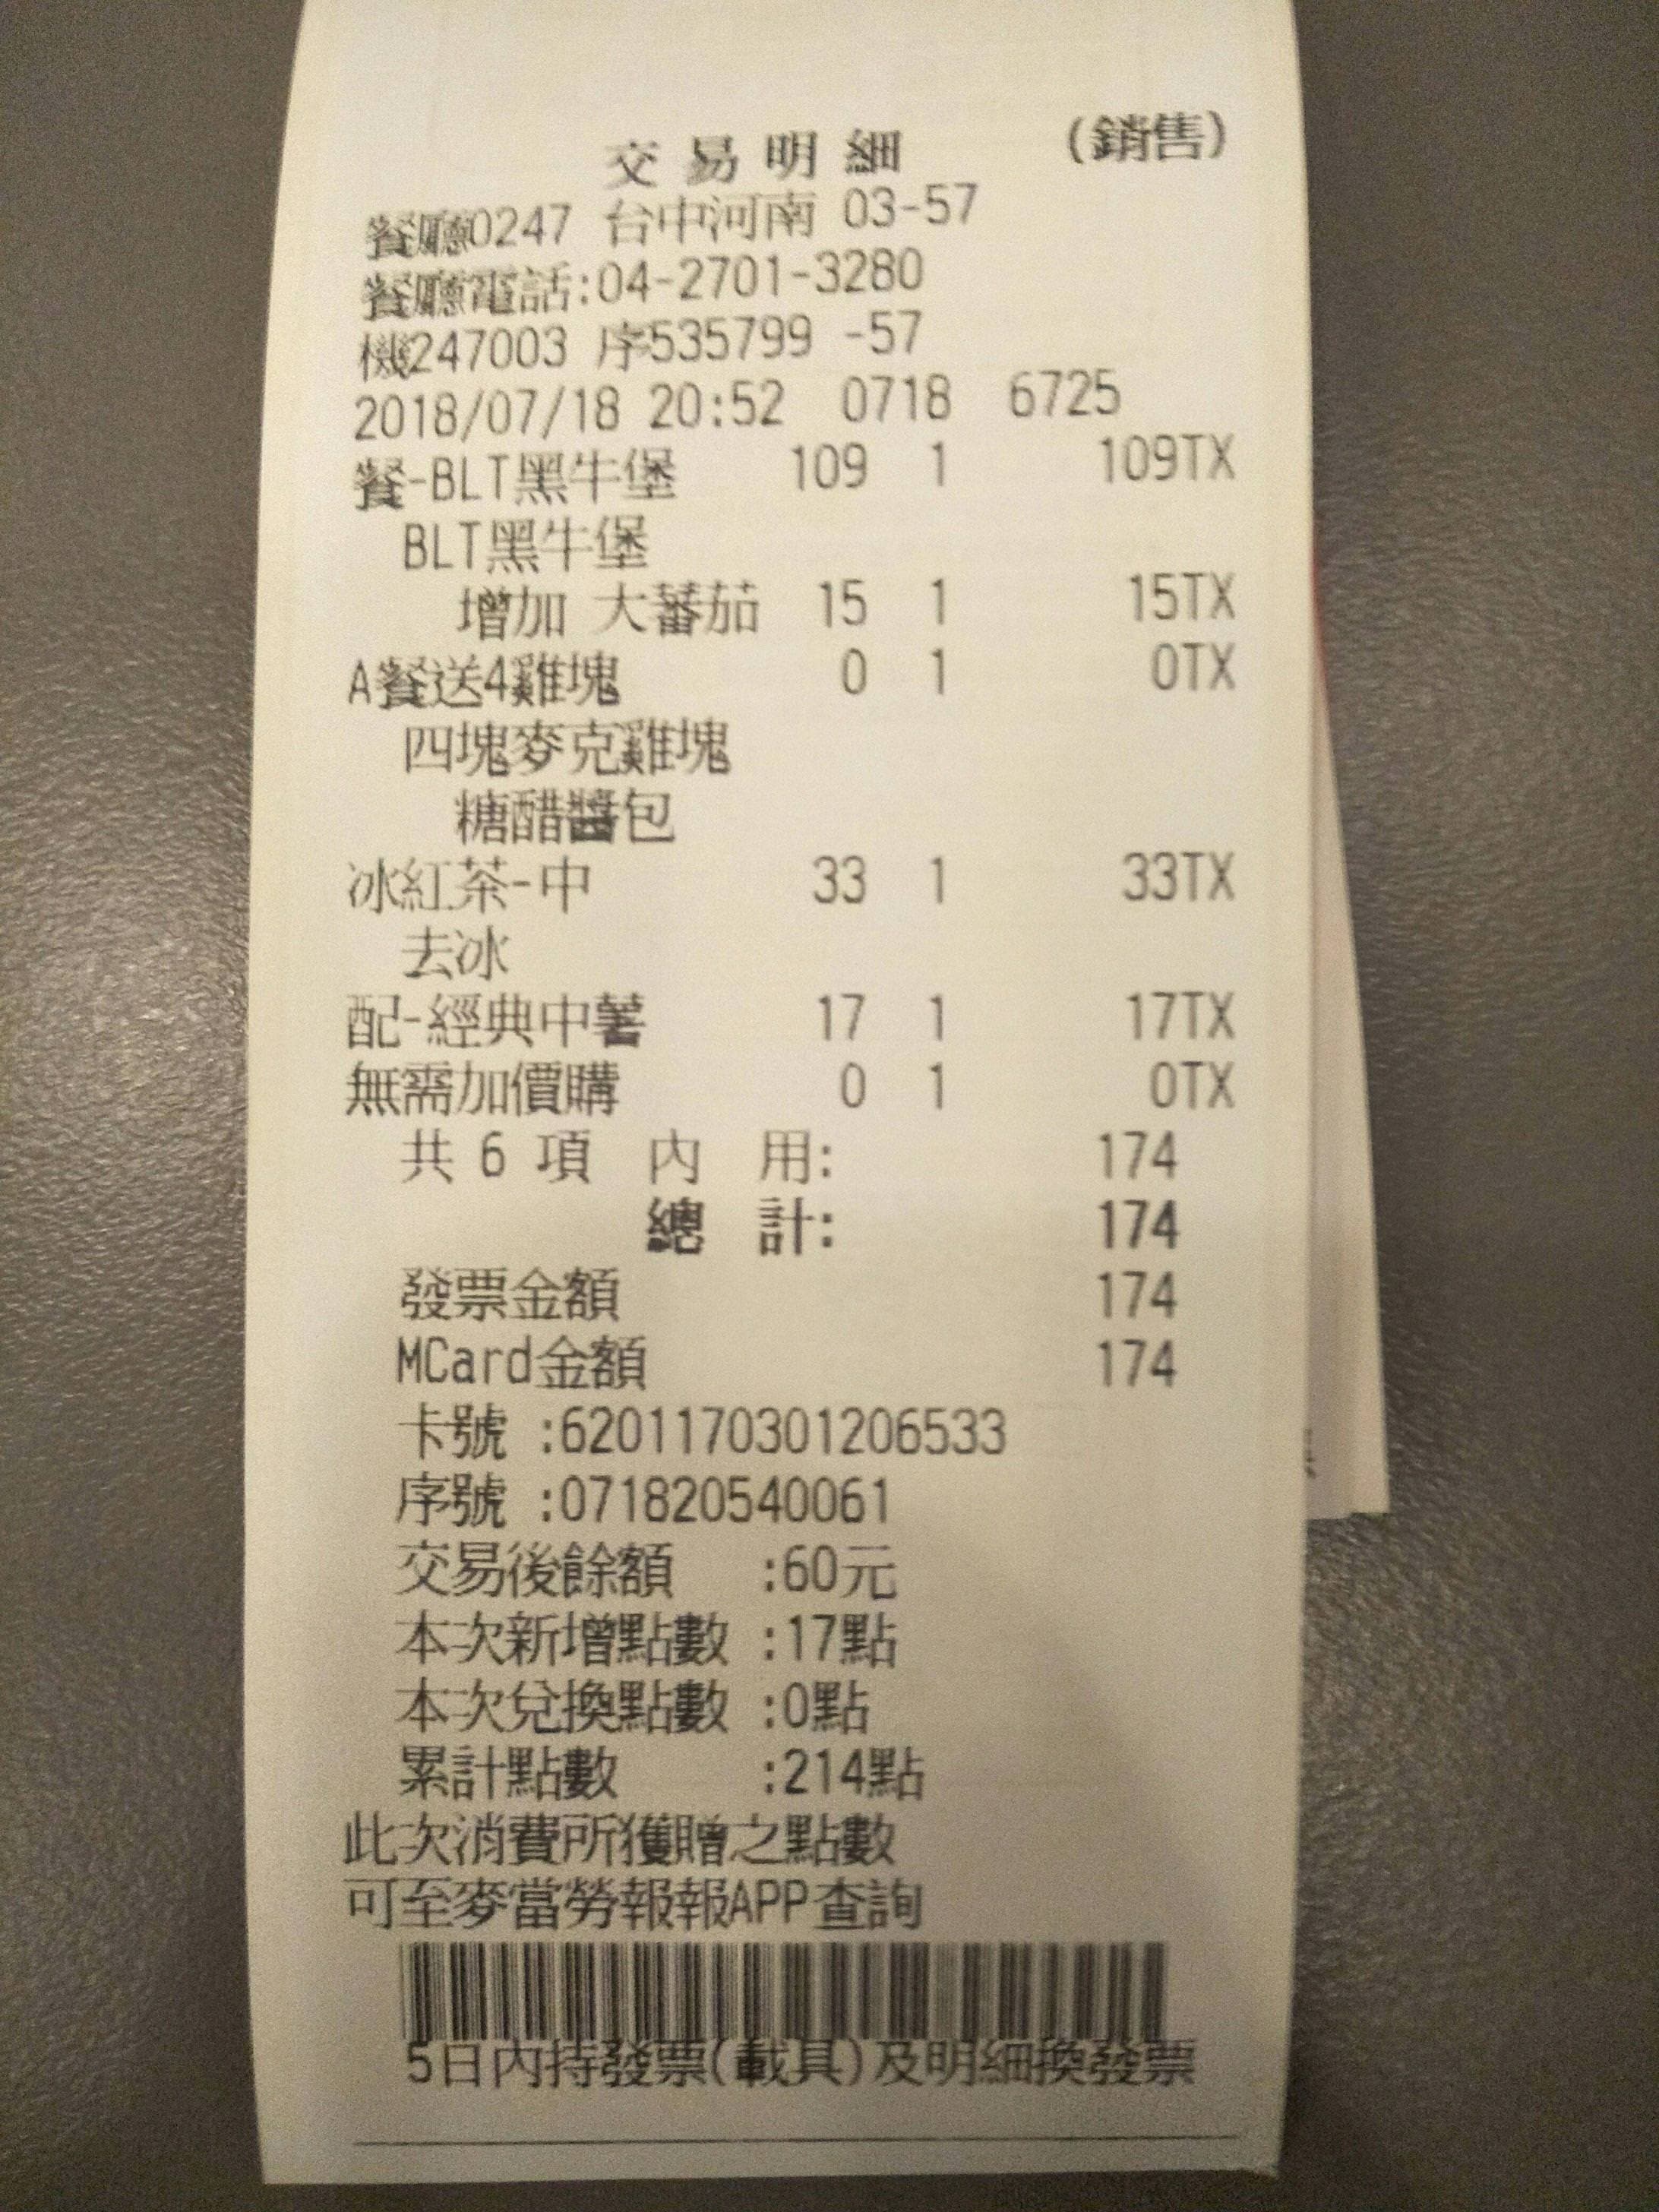 交易明細 (銷售)
餐廳0247 台中河南 03-57
餐廳電話:04-2701-3280
機247003 序535799 -57
2018/07/18 20:52 0718 6725
餐-BLT黑牛堡 109 1 109TX
BLT黑牛堡
增加 大蕃茄 15 1 15TX
A餐送4雞塊 0 1 0TX
四塊麥克雞塊
糖醋醬包
冰紅茶-中 33 1 33TX
去冰
配-經典中薯 17 1 17TX
無需加價購 0 1 0TX
共 6 項 內 用: 174
總 計: 174
發票金額 174
MCard金額 174
卡號 :6201170301206533
序號 :071820540061
交易後餘額 :60元
本次新增點數 :17點
本次兌換點數 :0點
累計點數 :214點
此次消費所獲贈之點數
可至麥當勞報報APP查詢
5日內持發票(載具)及明細換發票